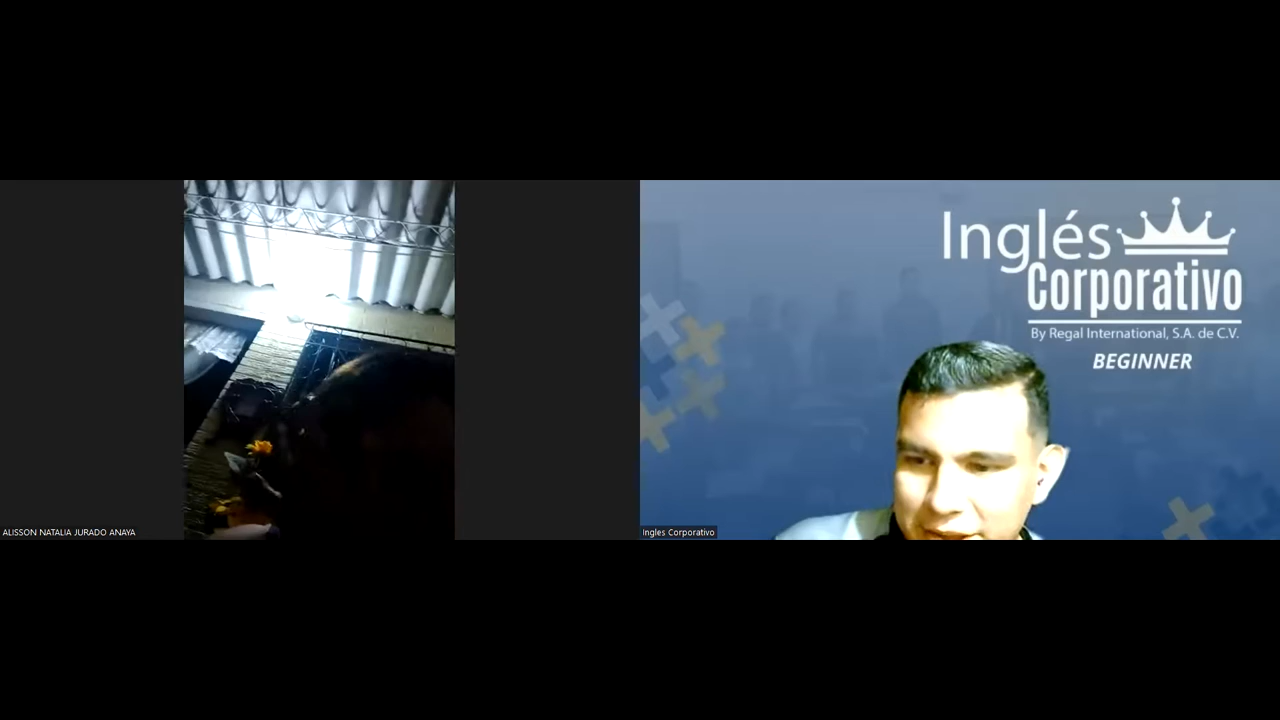 Inglés
Corporativo
By Regal International, S.A. de C.V.
BEGINNER
ALISSON NATALIA JURADO ANAYA
Ingles Corporativo